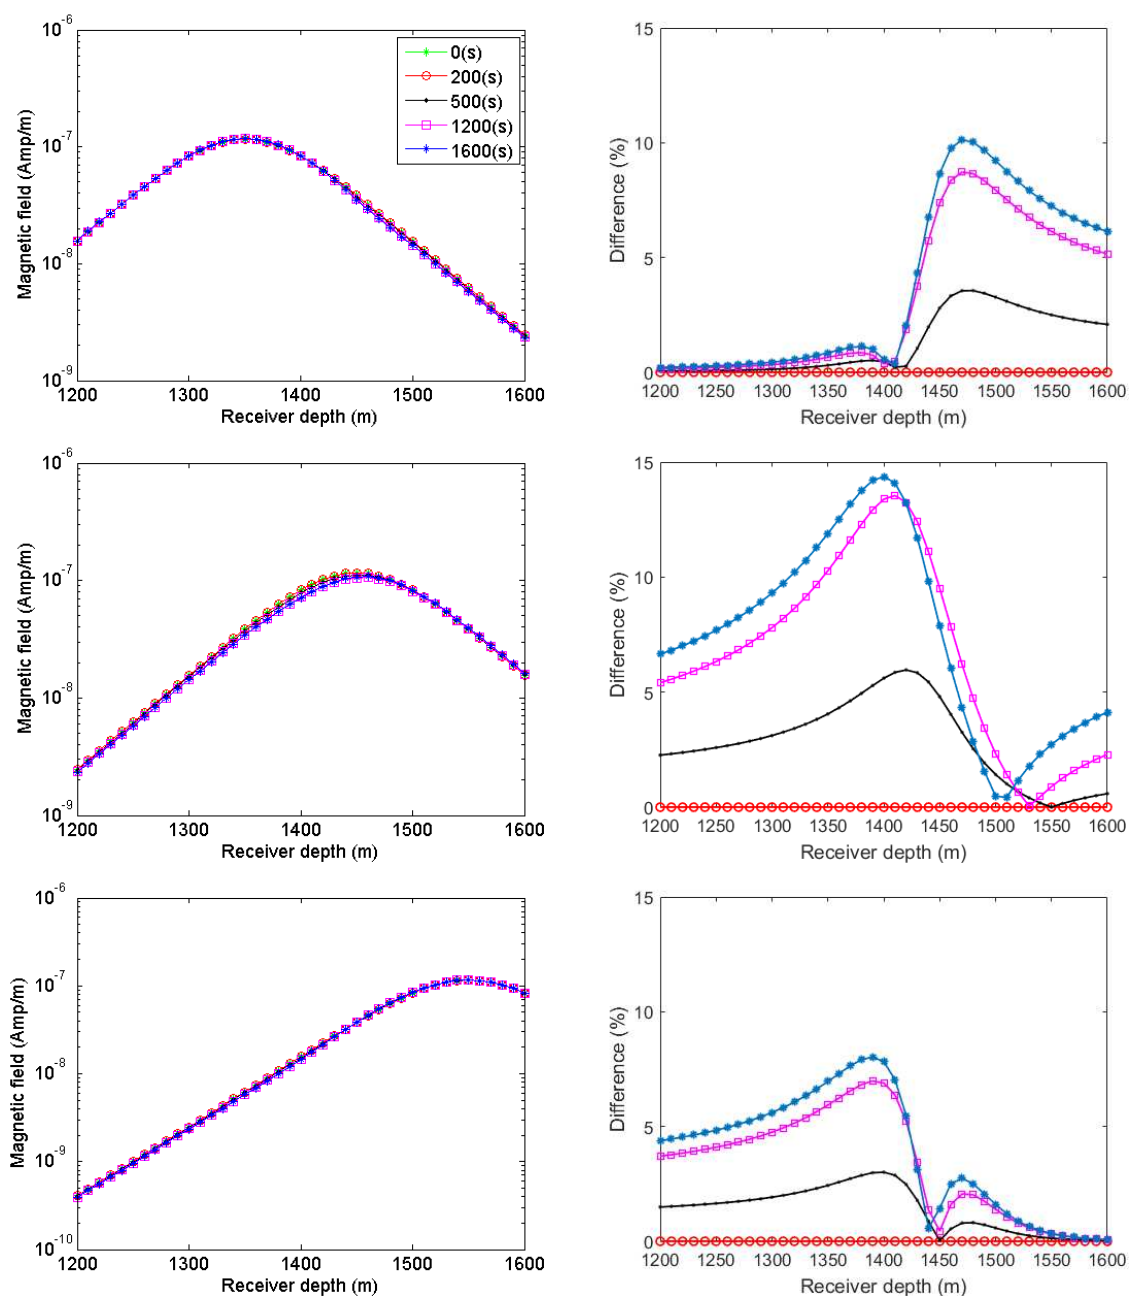 10^-6
10^-7
10^-8
10^-9
Magnetic field (Amp/m)
0(s)
200(s)
500(s)
1200(s)
1600(s)
1200 1300 1400 1500 1600
Receiver depth (m)
15
10
5
0
Difference (%)
1200 1250 1300 1350 1400 1450 1500 1550 1600
Receiver depth (m)
10^-6
10^-7
10^-8
10^-9
Magnetic field (Amp/m)
1200 1300 1400 1500 1600
Receiver depth (m)
15
10
5
0
Difference (%)
1200 1250 1300 1350 1400 1450 1500 1550 1600
Receiver depth (m)
10^-6
10^-7
10^-8
10^-9
10^-10
Magnetic field (Amp/m)
1200 1300 1400 1500 1600
Receiver depth (m)
15
10
5
0
Difference (%)
1200 1250 1300 1350 1400 1450 1500 1550 1600
Receiver depth (m)